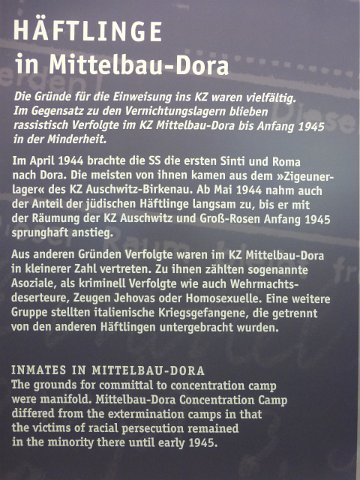 HÄFTLINGE
in Mittelbau-Dora
Die Gründe für die Einweisung ins KZ waren vielfältig.
Im Gegensatz zu den Vernichtungslagern blieben
rassistisch Verfolgte im KZ Mittelbau-Dora bis Anfang 1945
in der Minderheit.
Im April 1944 brachte die SS die ersten Sinti und Roma
nach Dora. Die meisten von ihnen kamen aus dem »Zigeuner-
lager« des KZ Auschwitz-Birkenau. Ab Mai 1944 nahm auch
der Anteil der jüdischen Häftlinge langsam zu, bis er mit
der Räumung der KZ Auschwitz und Groß-Rosen Anfang 1945
sprunghaft anstieg.
Aus anderen Gründen Verfolgte waren im KZ Mittelbau-Dora
in kleinerer Zahl vertreten. Zu ihnen zählten sogenannte
Asoziale, als kriminell Verfolgte wie auch Wehrmachts-
deserteure, Zeugen Jehovas oder Homosexuelle. Eine weitere
Gruppe stellten italienische Kriegsgefangene, die getrennt
von den anderen Häftlingen untergebracht wurden.
INMATES IN MITTELBAU-DORA
The grounds for committal to concentration camp
were manifold. Mittelbau-Dora Concentration Camp
differed from the extermination camps in that
the victims of racial persecution remained
in the minority there until early 1945.